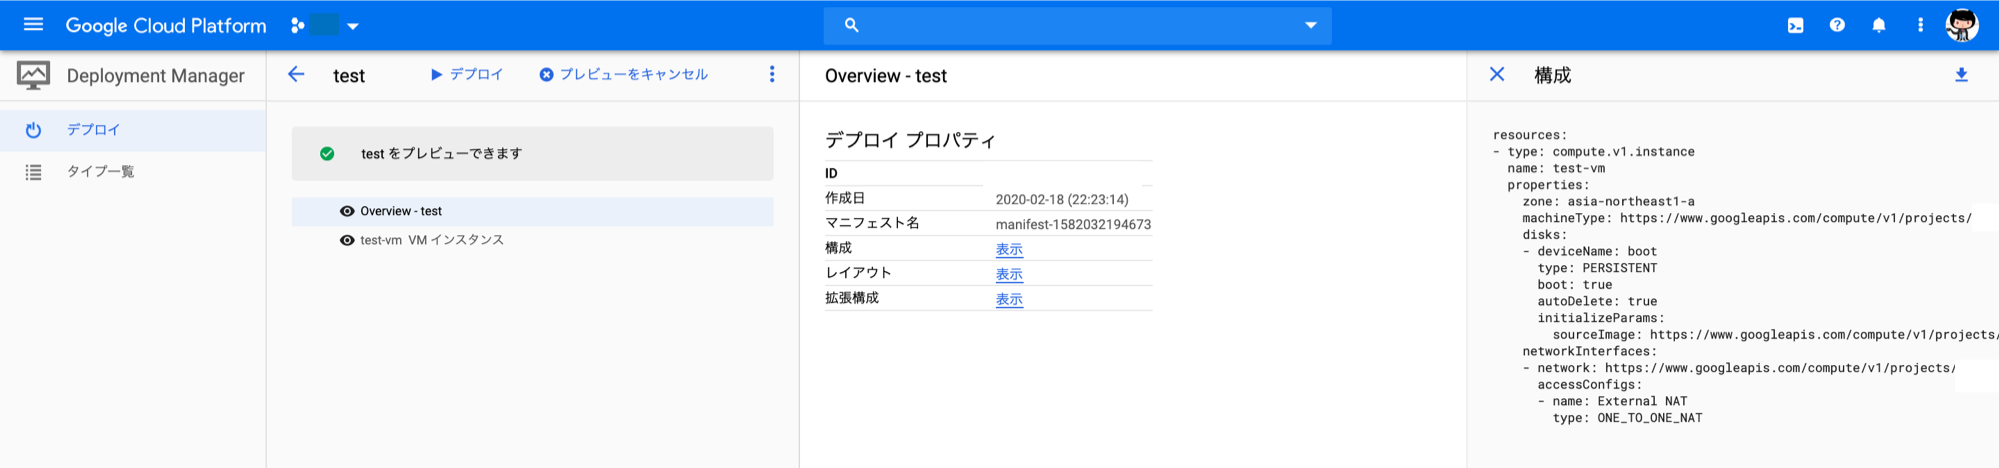 Google Cloud Platform
Deployment Manager
デプロイ
タイプ一覧
test
デプロイ
プレビューをキャンセル
test をプレビューできます
Overview - test
test-vm VM インスタンス
Overview - test
デプロイ プロパティ
ID
作成日 2020-02-18 (22:23:14)
マニフェスト名 manifest-1582032194673
構成 表示
レイアウト 表示
拡張構成 表示
構成
resources:
- type: compute.v1.instance
  name: test-vm
  properties:
    zone: asia-northeast1-a
    machineType: https://www.googleapis.com/compute/v1/projects/
    disks:
    - deviceName: boot
      type: PERSISTENT
      boot: true
      autoDelete: true
      initializeParams:
        sourceImage: https://www.googleapis.com/compute/v1/projects/
    networkInterfaces:
    - network: https://www.googleapis.com/compute/v1/projects/
      accessConfigs:
      - name: External NAT
        type: ONE_TO_ONE_NAT